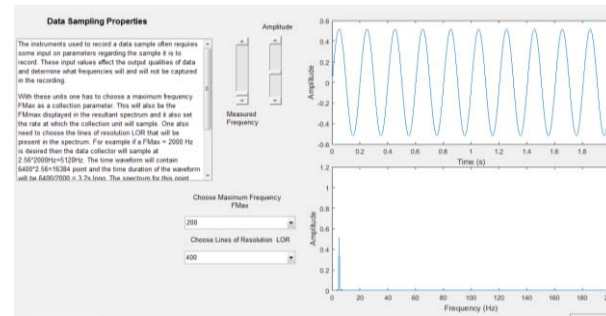 Data Sampling Properties
Amplitude
The instruments used to record a data sample often requires
some input on parameters regarding the sample it is to
record. These input values effect the output qualities of data
and determine what frequencies will and will not be captured
in the recording.
With these units one has to choose a maximum frequency
FMax as a collection parameter. This will also be the
FMmax displayed in the resultant spectrum and it also set
the rate at which the collection unit will sample. One also
need to choose the lines of resolution LOR that will be
present in the spectrum. For example if a FMax = 2000 Hz
is desired then the data collector will sample at
2.56*2000Hz=5120Hz. The time waveform will contain
6400*2.56=16384 point and the time duration of the waveform
will be 6400/2000 = 3.2s long. The spectrum for this point
Measured
Frequency
Choose Maximum Frequency
FMax
200
Choose Lines of Resolution LOR
400
0.6
0.4
0.2
0
-0.2
-0.4
-0.6
Amplitude
0.2 0.4 0.6 0.8 1 1.2 1.4 1.6 1.8
Time (s)
1.2
1
0.8
0.6
0.4
0.2
0
Amplitude
0 20 40 60 80 100 120 140 160 180
Frequency (Hz)